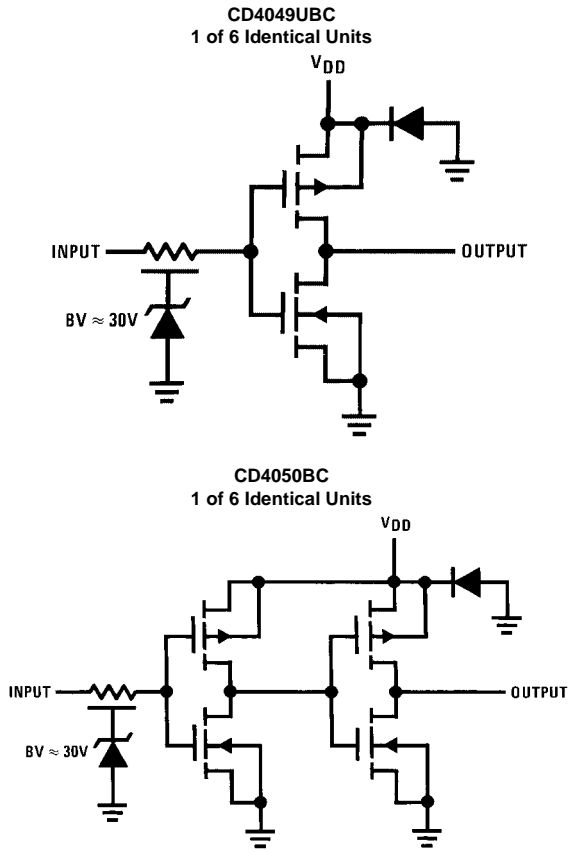 CD4049UBC
1 of 6 Identical Units
VDD
INPUT
OUTPUT
BV ≈ 30V
CD4050BC
1 of 6 Identical Units
VDD
INPUT
OUTPUT
BV ≈ 30V